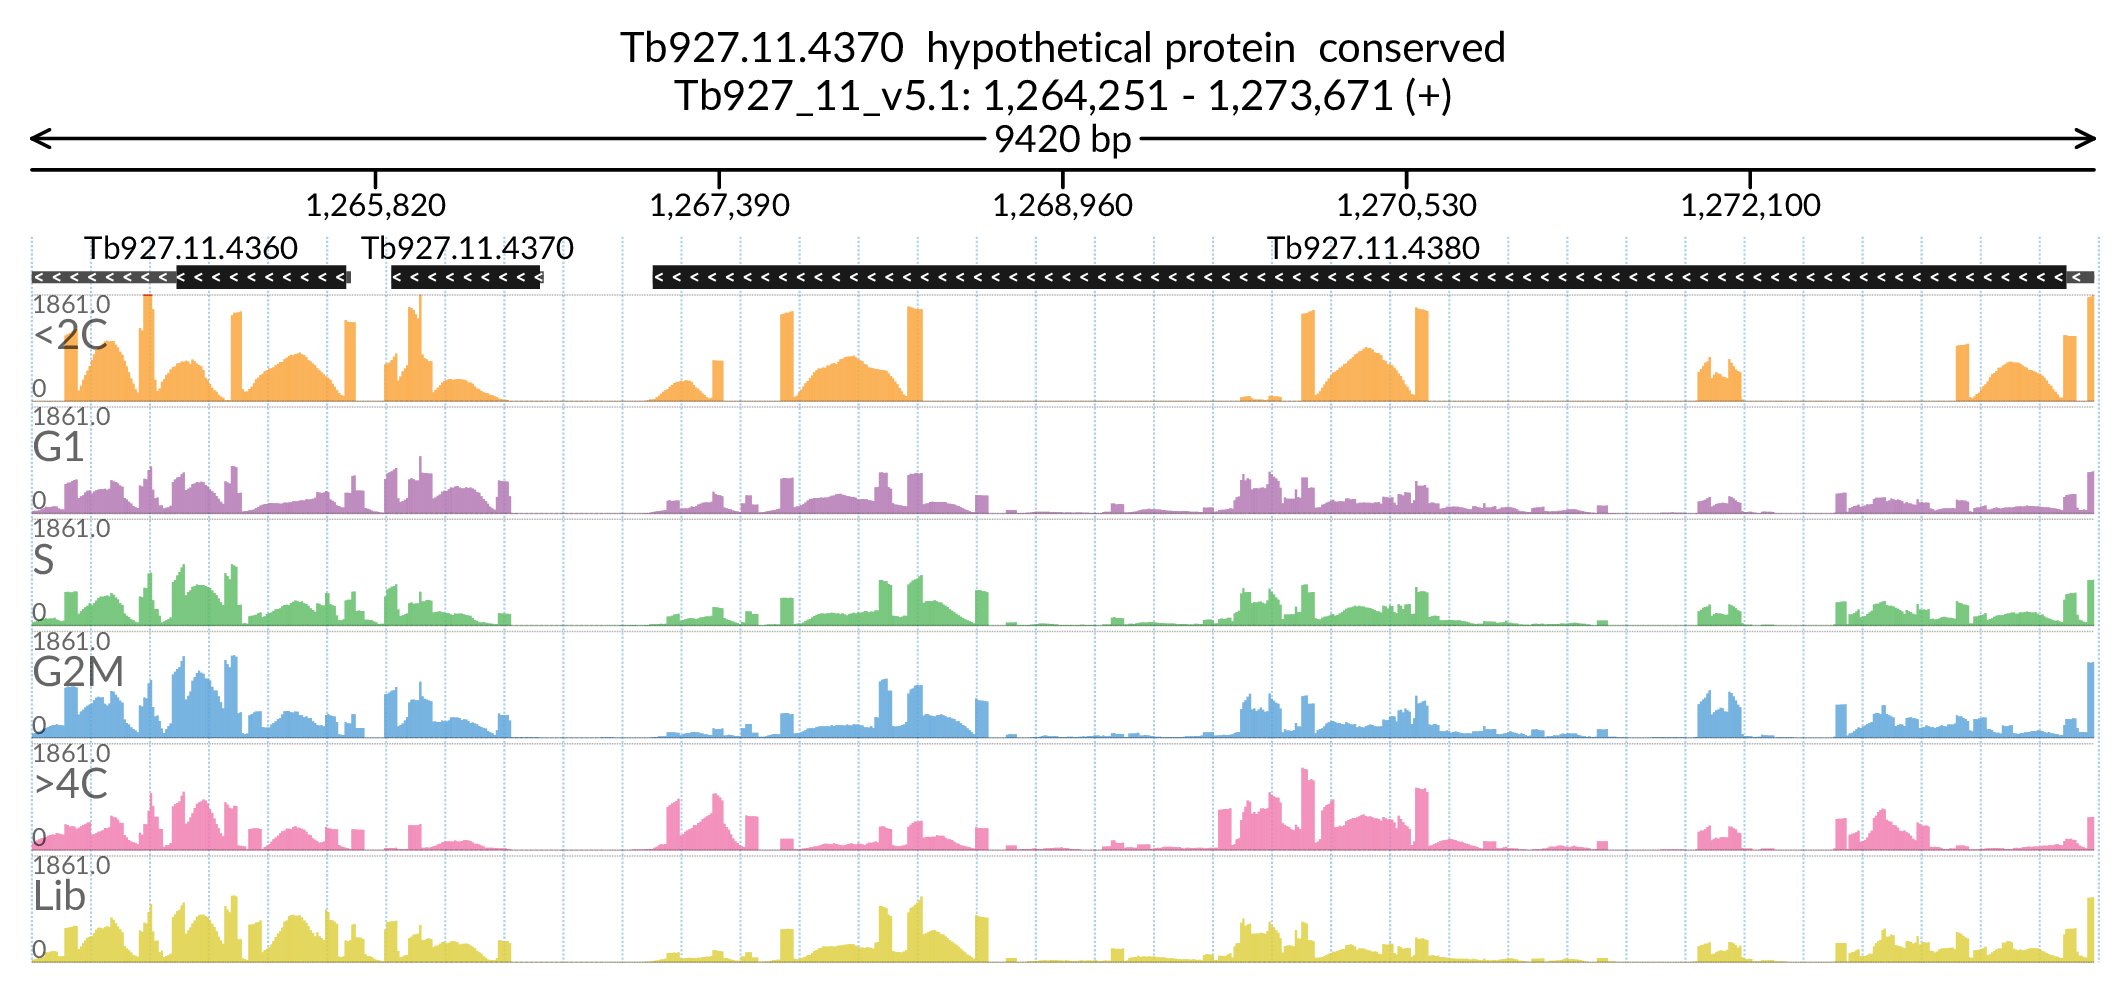 Tb927.11.4370 hypothetical protein conserved
Tb927_11_v5.1: 1,264,251 - 1,273,671 (+)
9420 bp
1,265,820 1,267,390 1,268,960 1,270,530 1,272,100
Tb927.11.4360 Tb927.11.4370 Tb927.11.4380
1861.0
<2C
0
1861.0
G1
0
1861.0
S
0
1861.0
G2M
0
1861.0
>4C
0
1861.0
Lib
0